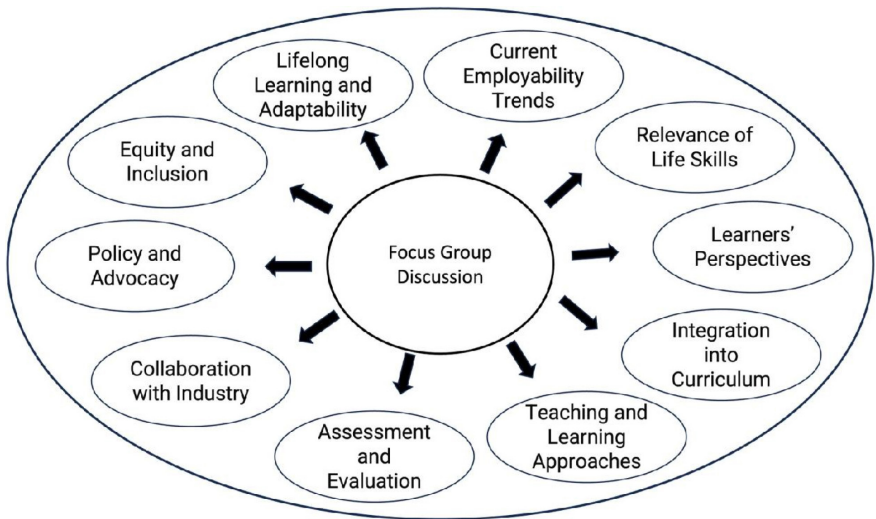 Lifelong
Learning and
Adaptability
Current
Employability
Trends
Equity and
Inclusion
Relevance of
Life Skills
Policy and
Advocacy
Focus Group
Discussion
Learners’
Perspectives
Collaboration
with Industry
Integration
into
Curriculum
Assessment
and
Evaluation
Teaching and
Learning
Approaches